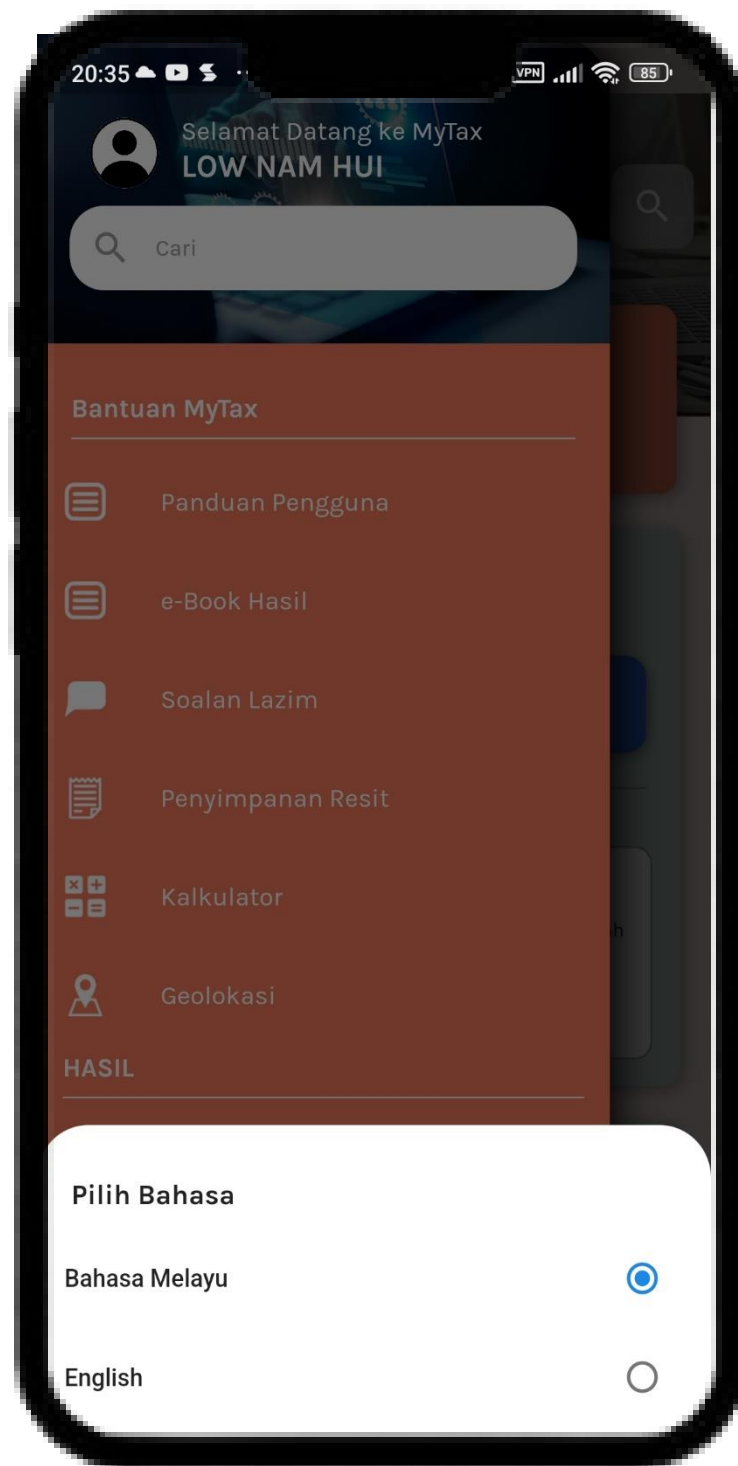 20:35
VPN
85
Selamat Datang ke MyTax
LOW NAM HUI
Cari
Bantuan MyTax
Panduan Pengguna
e-Book Hasil
Soalan Lazim
Penyimpanan Resit
Kalkulator
Geolokasi
HASIL
Pilih Bahasa
Bahasa Melayu
English